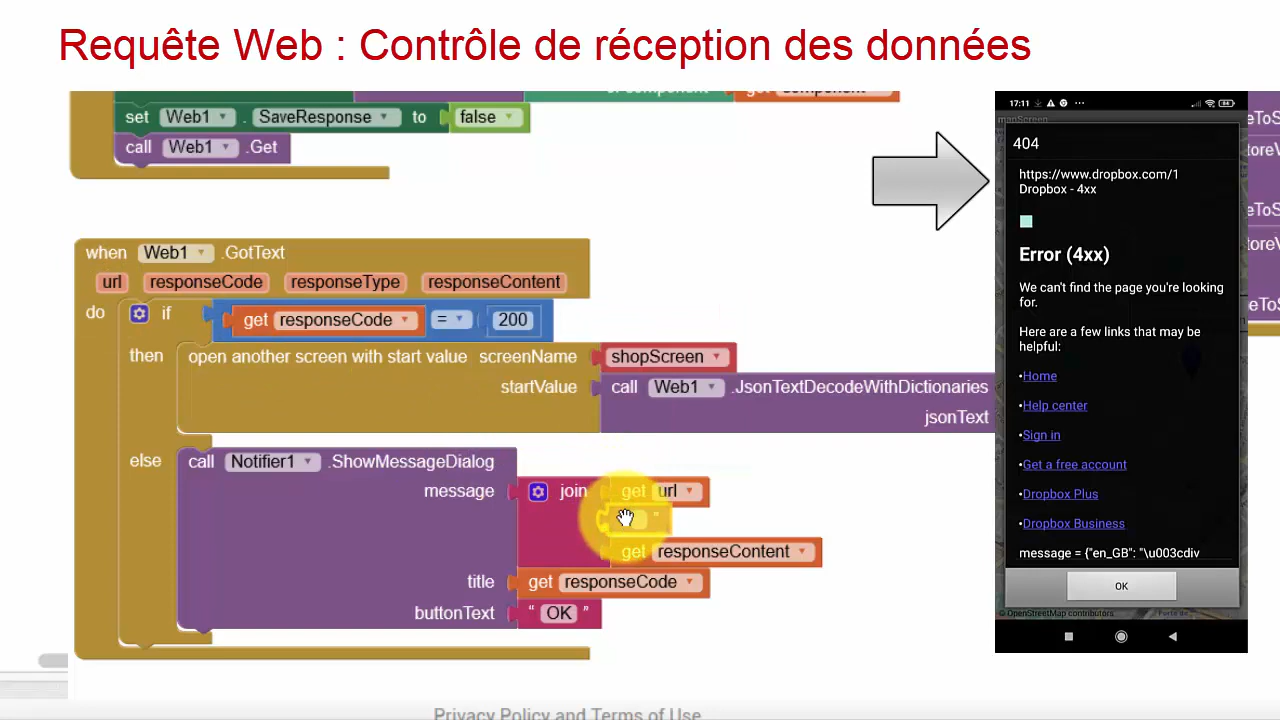 Requête Web : Contrôle de réception des données
set Web1 . SaveResponse to false
call Web1 .Get
when Web1 .GotText
url responseCode responseType responseContent
do if get responseCode = 200
then open another screen with start value screenName shopScreen
startValue call Web1 .JsonTextDecodeWithDictionaries
jsonText
else call Notifier1 .ShowMessageDialog
message join get url
" "
get responseContent
title get responseCode
buttonText " OK "
Privacy Policy and Terms of Use
17:11
84
404
https://www.dropbox.com/1
Dropbox - 4xx
Error (4xx)
We can't find the page you're looking
for.
Here are a few links that may be
helpful:
•Home
•Help center
•Sign in
•Get a free account
•Dropbox Plus
•Dropbox Business
message = {"en_GB": "\u003cdiv
OK
© OpenStreetMap contributors